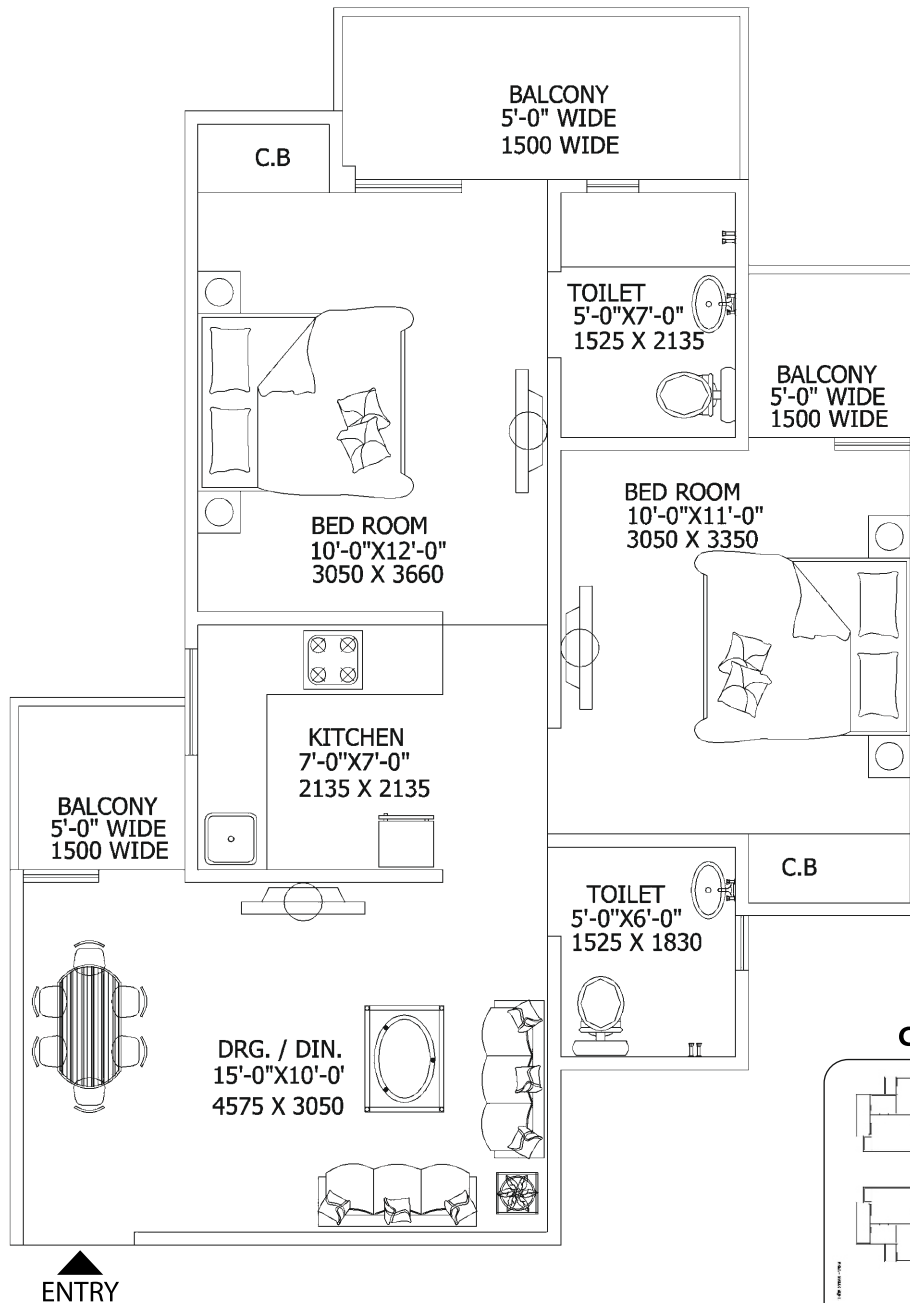 BALCONY
5'-0" WIDE
1500 WIDE
C.B
TOILET
5'-0"X7'-0"
1525 X 2135
BALCONY
5'-0" WIDE
1500 WIDE
BED ROOM
10'-0"X12'-0"
3050 X 3660
BED ROOM
10'-0"X11'-0"
3050 X 3350
KITCHEN
7'-0"X7'-0"
2135 X 2135
BALCONY
5'-0" WIDE
1500 WIDE
C.B
TOILET
5'-0"X6'-0"
1525 X 1830
DRG. / DIN.
15'-0"X10'-0'
4575 X 3050
ENTRY